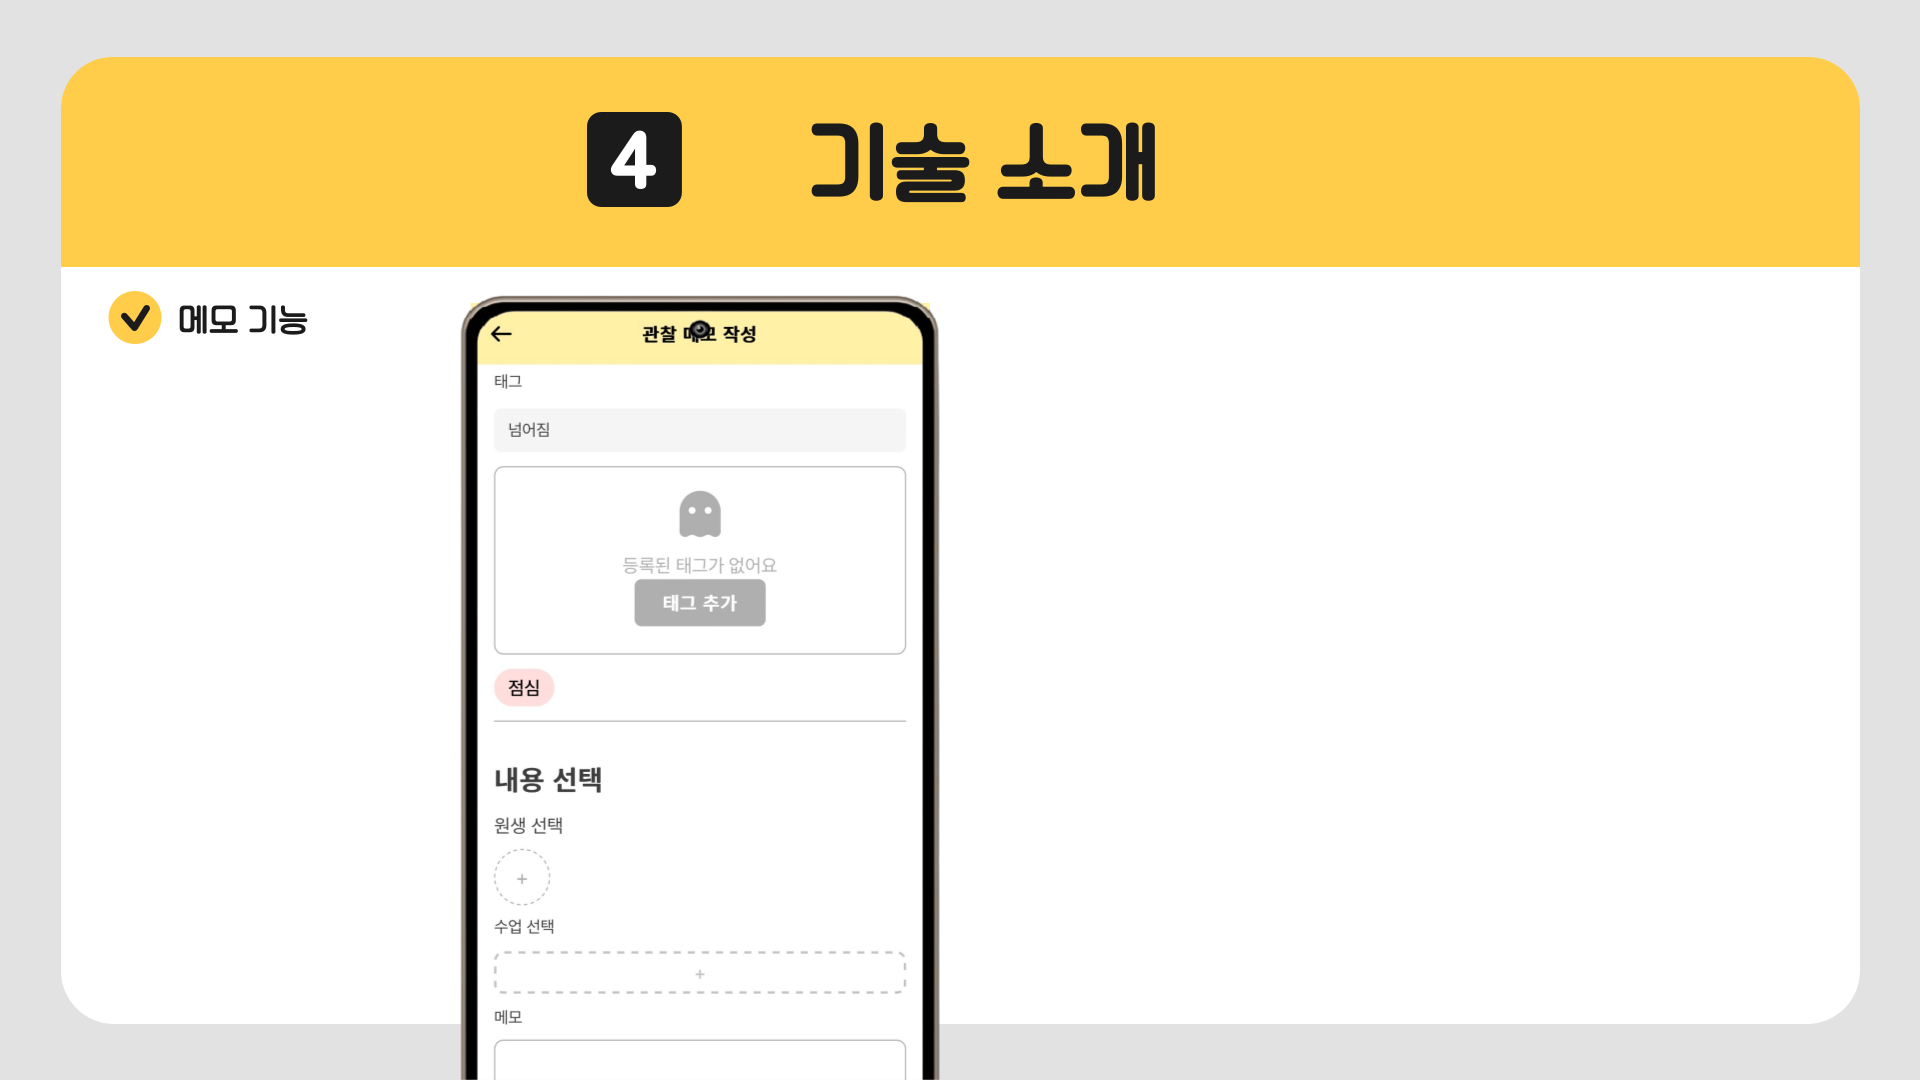 4 기술 소개
메모 기능
관찰 메모 작성
태그
넘어짐
등록된 태그가 없어요
태그 추가
점심
내용 선택
원생 선택
+
수업 선택
+
메모